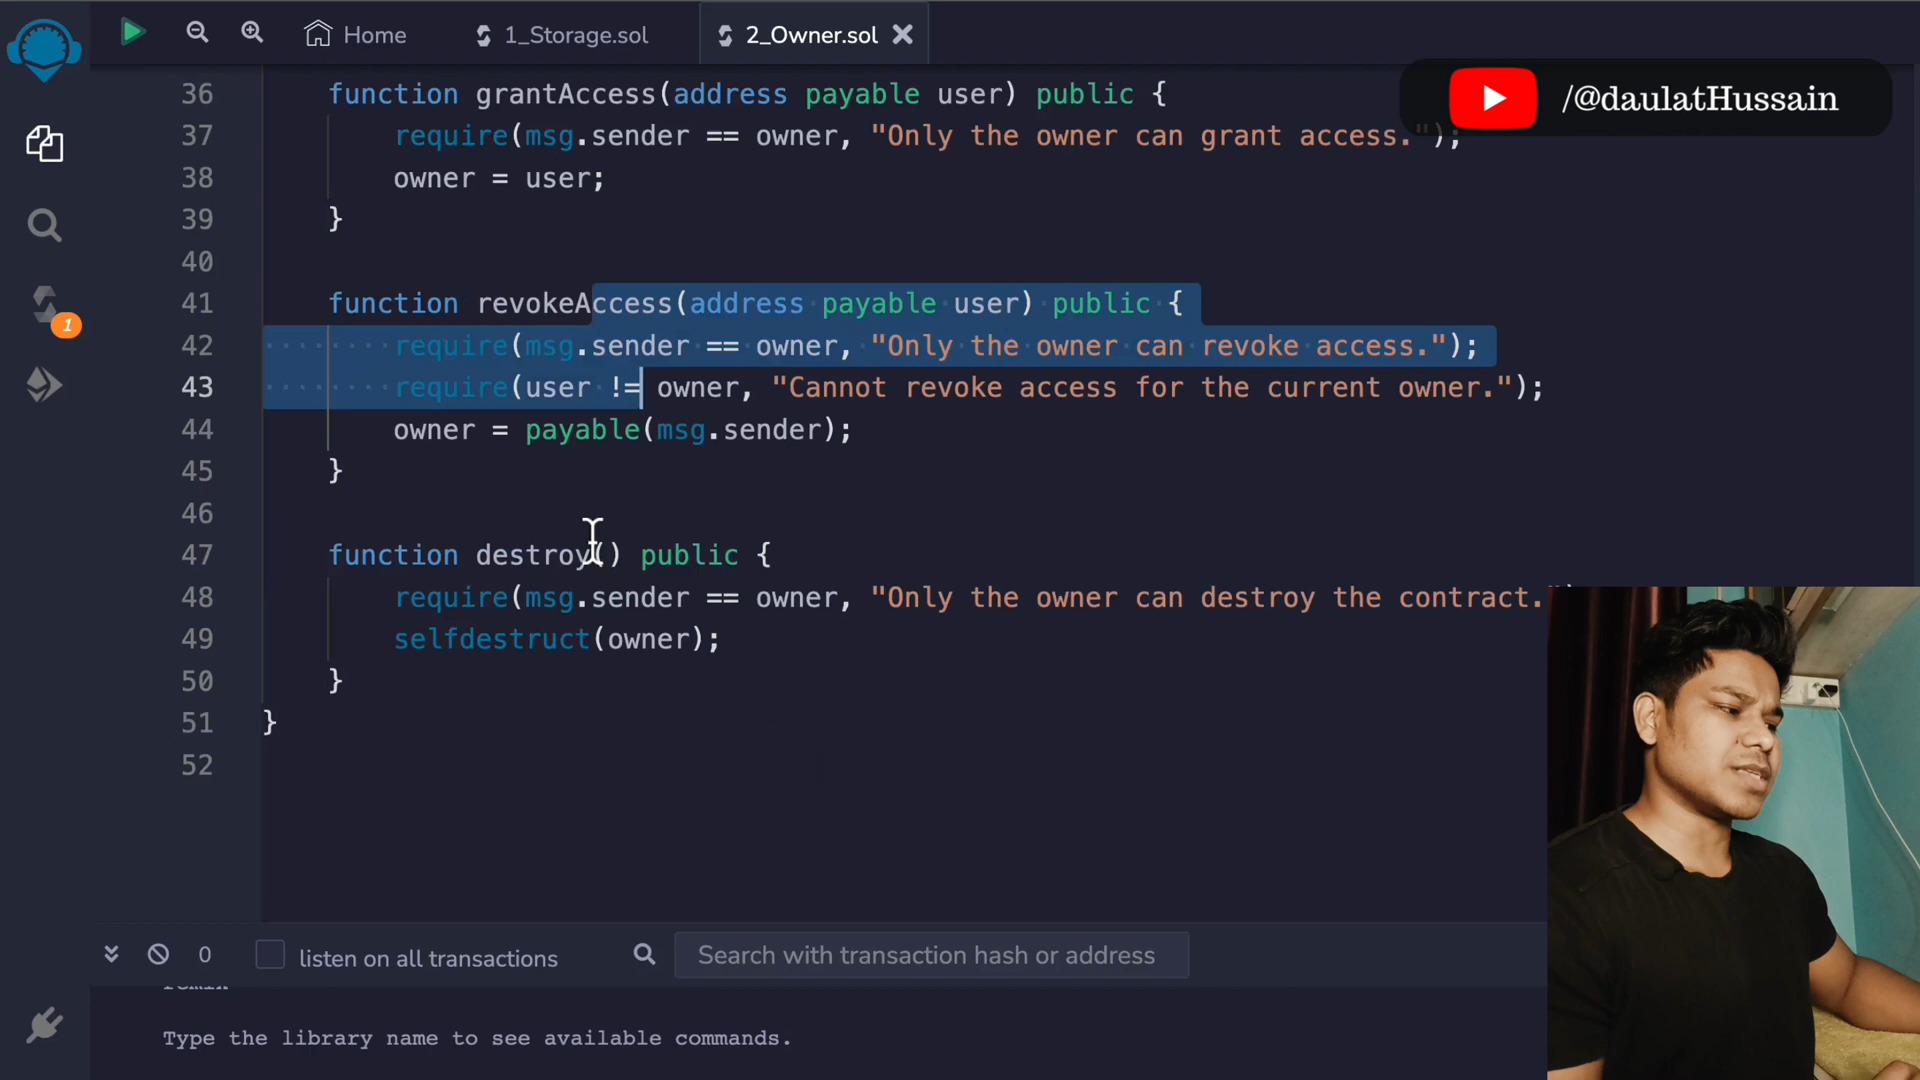 Home
1_Storage.sol
2_Owner.sol
/@daulatHussain
36 function grantAccess(address payable user) public {
37 require(msg.sender == owner, "Only the owner can grant access.");
38 owner = user;
39 }
40
41 function revokeAccess(address payable user) public {
42 require(msg.sender == owner, "Only the owner can revoke access.");
43 require(user != owner, "Cannot revoke access for the current owner.");
44 owner = payable(msg.sender);
45 }
46
47 function destroy() public {
48 require(msg.sender == owner, "Only the owner can destroy the contract.
49 selfdestruct(owner);
50 }
51 }
52
1
0
listen on all transactions
Search with transaction hash or address
Type the library name to see available commands.